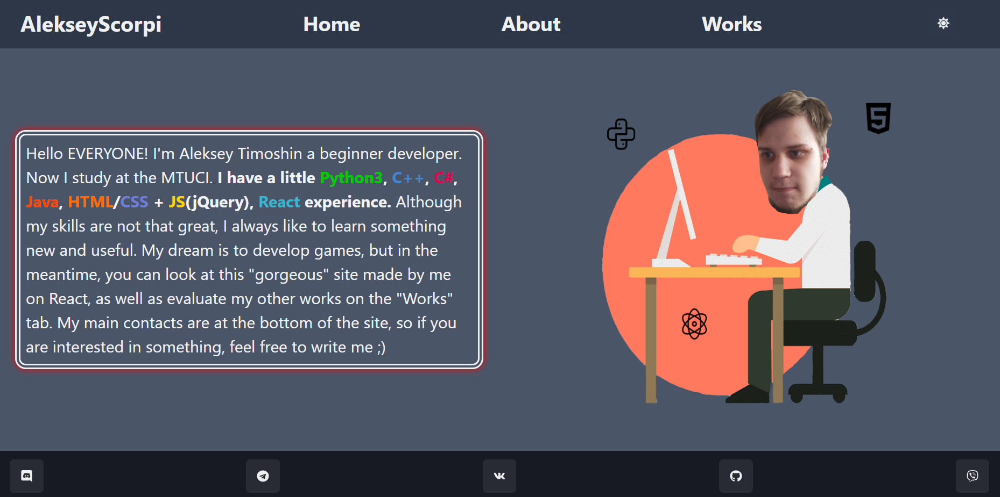 AlekseyScorpi
Home
About
Works
Hello EVERYONE! I'm Aleksey Timoshin a beginner developer.
Now I study at the MTUCI. I have a little Python3, C++, C#,
Java, HTML/CSS + JS(jQuery), React experience. Although
my skills are not that great, I always like to learn something
new and useful. My dream is to develop games, but in the
meantime, you can look at this "gorgeous" site made by me
on React, as well as evaluate my other works on the "Works"
tab. My main contacts are at the bottom of the site, so if you
are interested in something, feel free to write me ;)